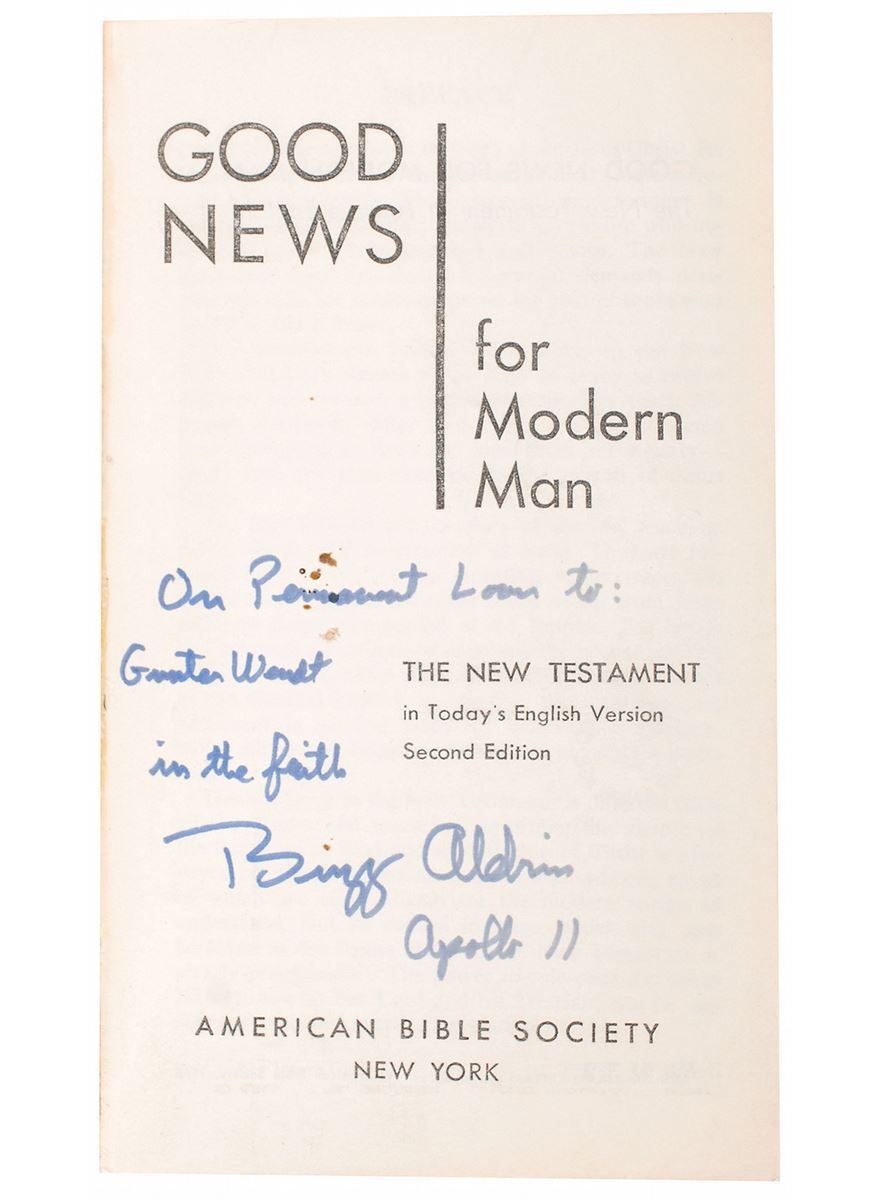 GOOD
NEWS
for
Modern
Man
On Permanent Loan to:
Gunter Wendt
THE NEW TESTAMENT
in Today's English Version
Second Edition
in the faith
Buzz Aldrin
Apollo 11
AMERICAN BIBLE SOCIETY
NEW YORK